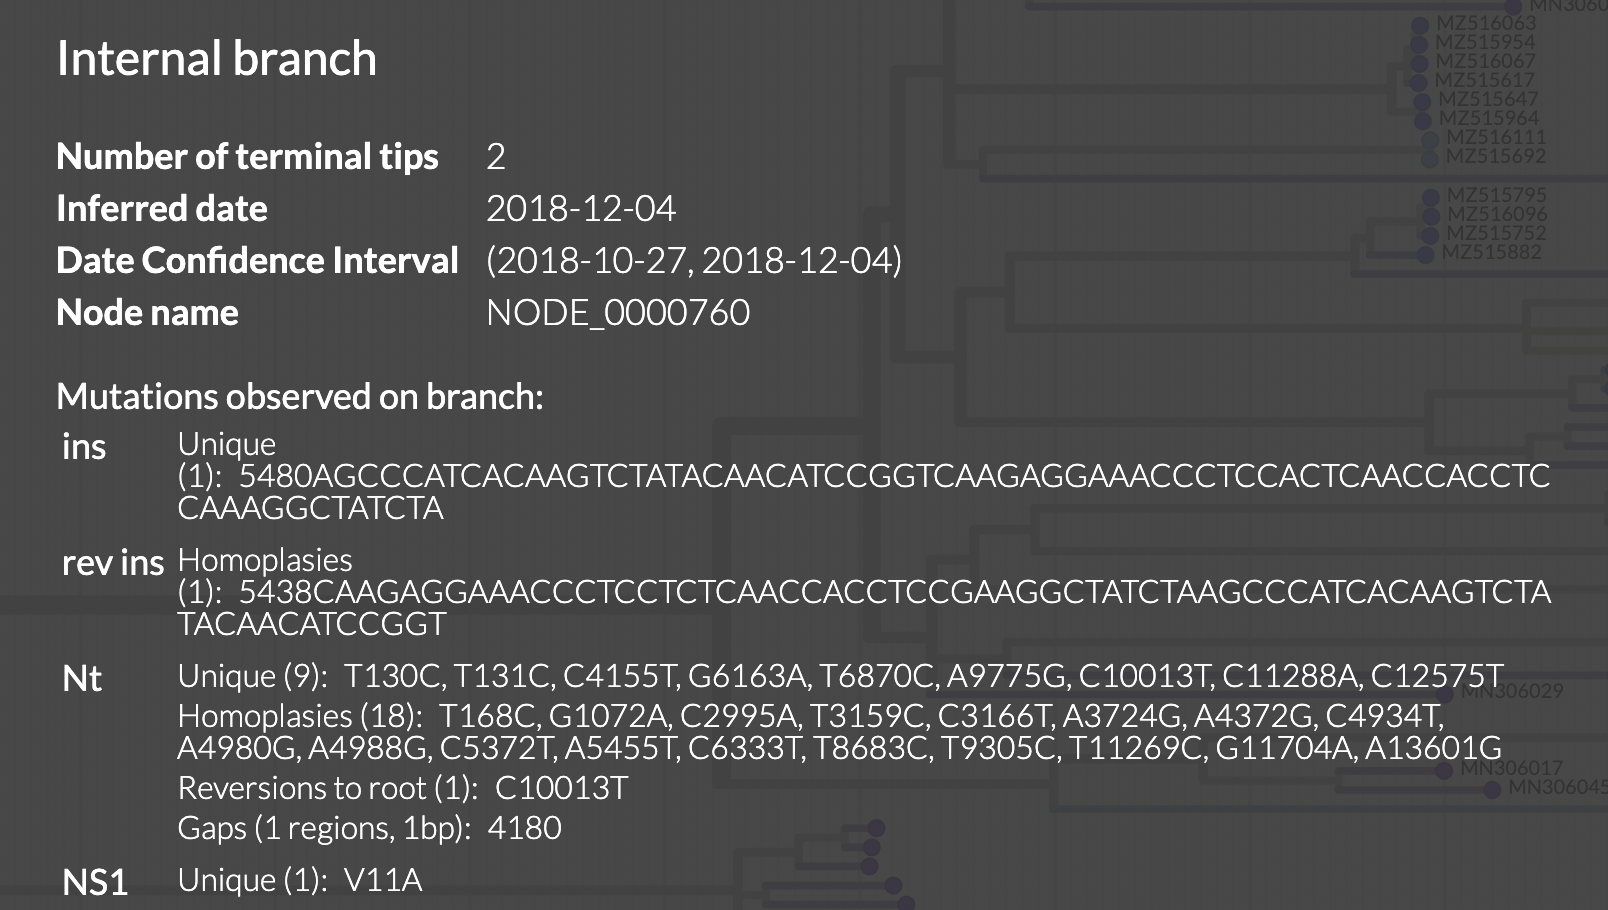 Internal branch
Number of terminal tips 2
Inferred date 2018-12-04
Date Confidence Interval (2018-10-27, 2018-12-04)
Node name NODE_0000760
Mutations observed on branch:
ins Unique
(1): 5480AGCCCATCACAAGTCTATACAACATCCGGTCAAGAGGAAACCCTCCACTCAACCACCTC
CAAAGGCTATCTA
rev ins Homoplasies
(1): 5438CAAGAGGAAACCCTCCTCTCAACCACCTCCGAAGGCTATCTAAGCCCATCACAAGTCTA
TACAACATCCGGT
Nt Unique (9): T130C, T131C, C4155T, G6163A, T6870C, A9775G, C10013T, C11288A, C12575T
Homoplasies (18): T168C, G1072A, C2995A, T3159C, C3166T, A3724G, A4372G, C4934T,
A4980G, A4988G, C5372T, A5455T, C6333T, T8683C, T9305C, T11269C, G11704A, A13601G
Reversions to root (1): C10013T
Gaps (1 regions, 1bp): 4180
NS1 Unique (1): V11A
MZ516063
MZ515954
MZ516067
MZ515617
MZ515647
MZ515964
MZ516111
MZ515692
MZ515795
MZ516096
MZ515752
MZ515882
MN306029
MN306017
MN306045